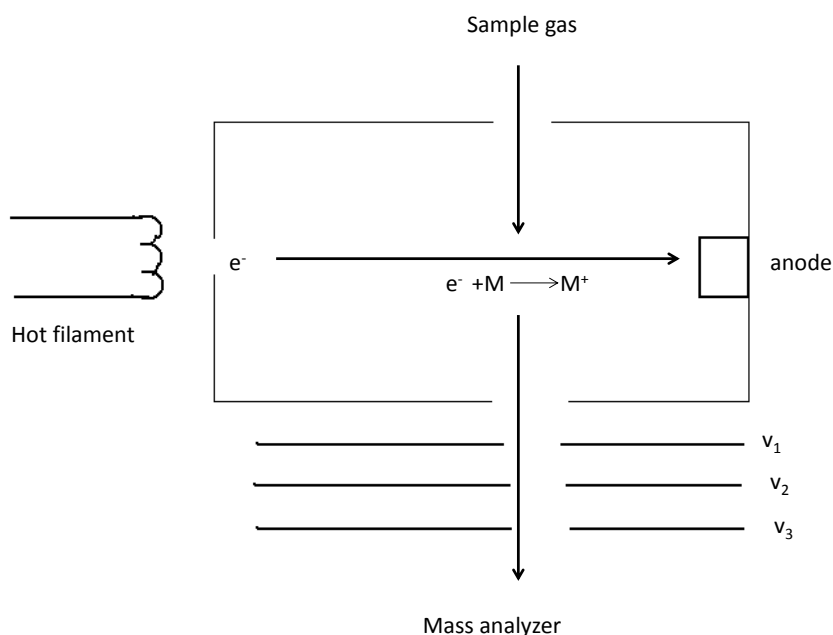 Sample gas
e⁻
anode
e⁻ +M ⟶M⁺
Hot filament
v₁
v₂
v₃
Mass analyzer